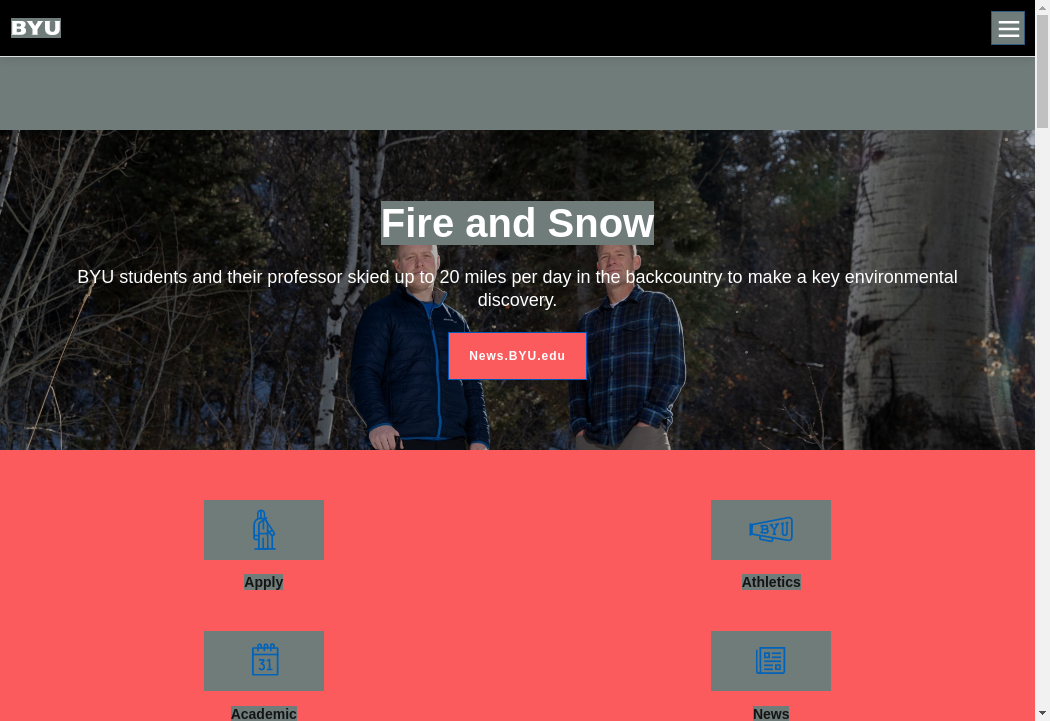 BYU
Fire and Snow
BYU students and their professor skied up to 20 miles per day in the backcountry to make a key environmental
discovery.
News.BYU.edu
BYU
Apply
Athletics
31
Academic
News